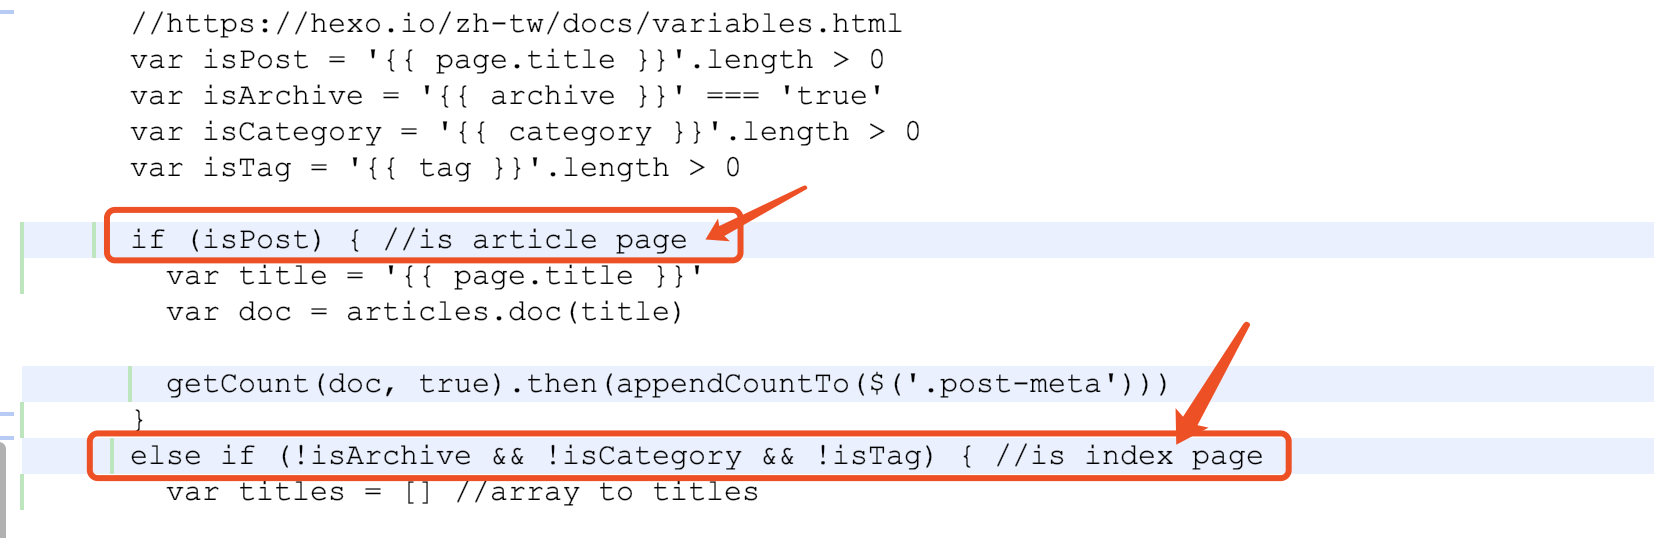 //https://hexo.io/zh-tw/docs/variables.html
var isPost = '{{ page.title }}'.length > 0
var isArchive = '{{ archive }}' === 'true'
var isCategory = '{{ category }}'.length > 0
var isTag = '{{ tag }}'.length > 0
if (isPost) { //is article page
var title = '{{ page.title }}'
var doc = articles.doc(title)
getCount(doc, true).then(appendCountTo($('.post-meta')))
}
else if (!isArchive && !isCategory && !isTag) { //is index page
var titles = [] //array to titles